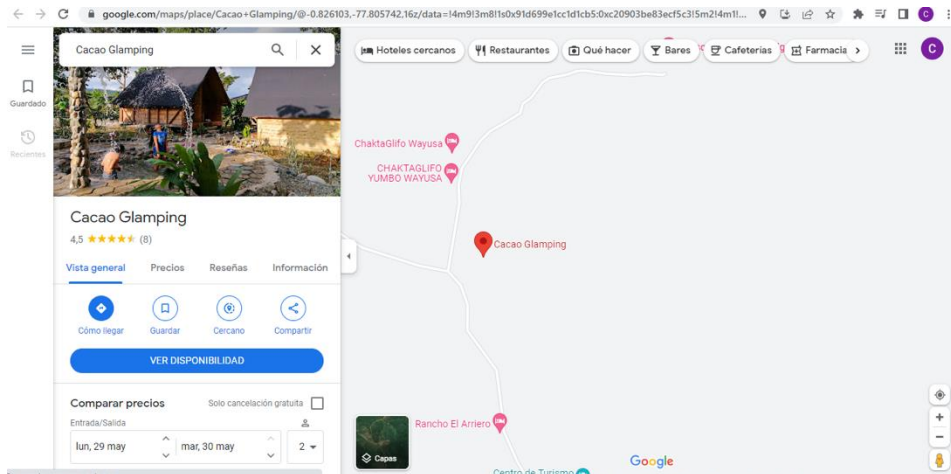 google.com/maps/place/Cacao+Glamping/@-0.826103,-77.805742,16z/data=!4m9!3m8!1s0x91d699e1cc1d1cb5:0xc20903be83ecf5c3!5m2!4m1!...
Cacao Glamping
Hoteles cercanos
Restaurantes
Qué hacer
Bares
Cafeterías
Farmacia
C
C
Guardado
Recientes
Cacao Glamping
4,5 (8)
Vista general Precios Reseñas Información
Cómo llegar Guardar Cercano Compartir
VER DISPONIBILIDAD
Comparar precios Solo cancelación gratuita
Entrada/Salida
lun, 29 may mar, 30 may 2
ChaktaGlifo Wayusa
CHAKTAGLIFO
YUMBO WAYUSA
Cacao Glamping
Rancho El Arriero
Centro de Turismo
Capas
Google